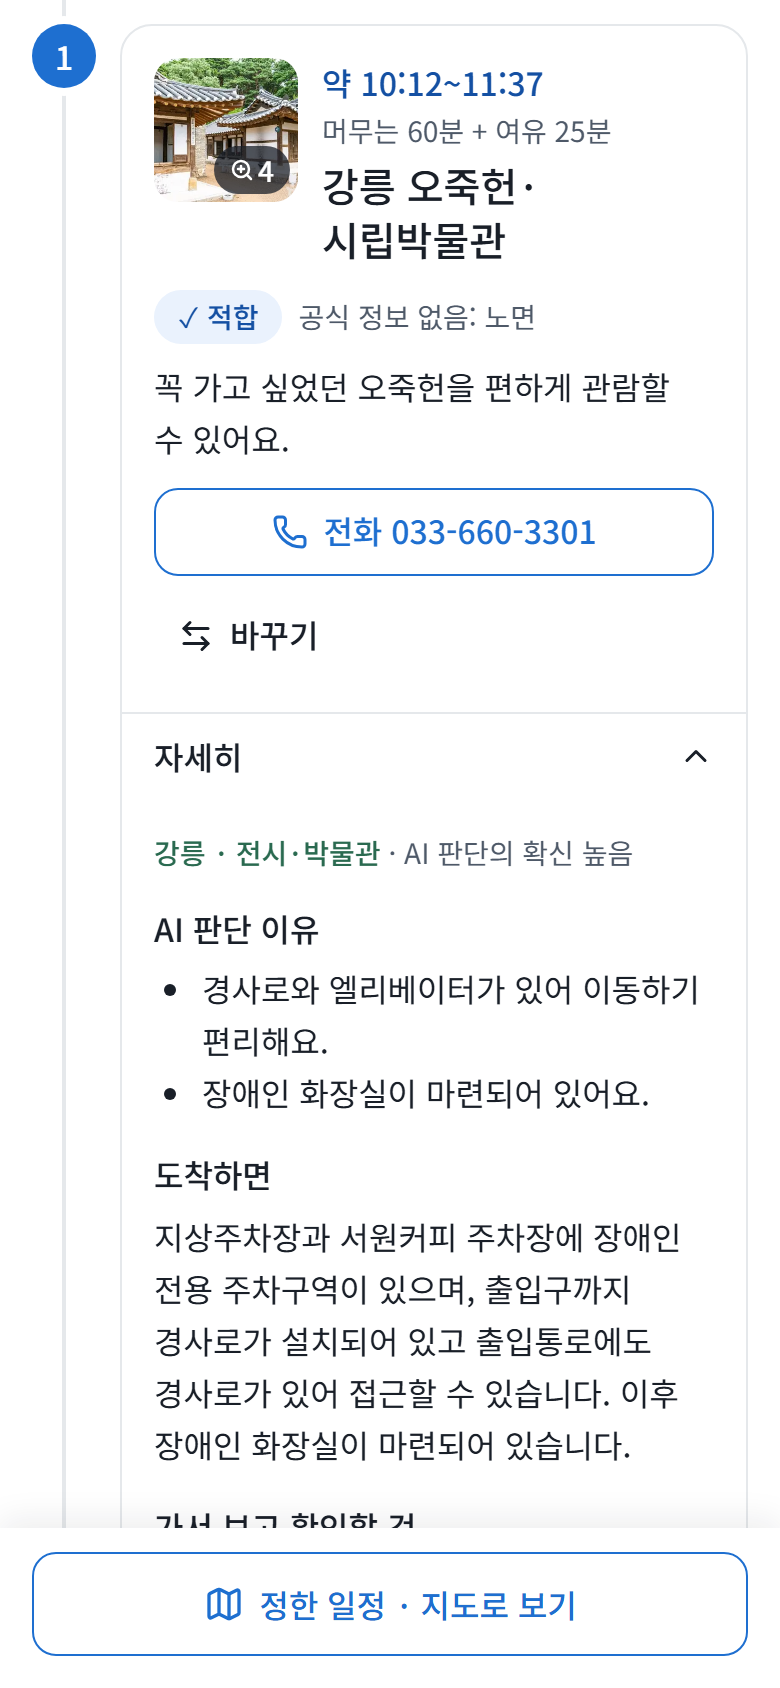 1
약 10:12~11:37
머무는 60분 + 여유 25분
강릉 오죽헌·
시립박물관
4
✓ 적합 공식 정보 없음: 노면
꼭 가고 싶었던 오죽헌을 편하게 관람할
수 있어요.
전화 033-660-3301
바꾸기
자세히
강릉 · 전시·박물관 · AI 판단의 확신 높음
AI 판단 이유
• 경사로와 엘리베이터가 있어 이동하기
편리해요.
• 장애인 화장실이 마련되어 있어요.
도착하면
지상주차장과 서원커피 주차장에 장애인
전용 주차구역이 있으며, 출입구까지
경사로가 설치되어 있고 출입통로에도
경사로가 있어 접근할 수 있습니다. 이후
장애인 화장실이 마련되어 있습니다.
가서 보고 확인할 것
정한 일정 · 지도로 보기